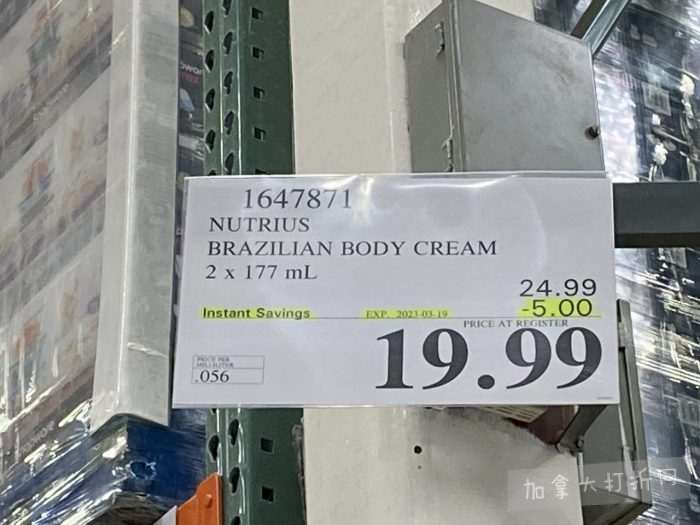 1647871
NUTRIUS
BRAZILIAN BODY CREAM
2 x 177 mL
24.99
Instant Savings EXP. 2023-03-19 -5.00
PRICE AT REGISTER
19.99
PRICE PER
MILLILITER
.056
加拿大打折网